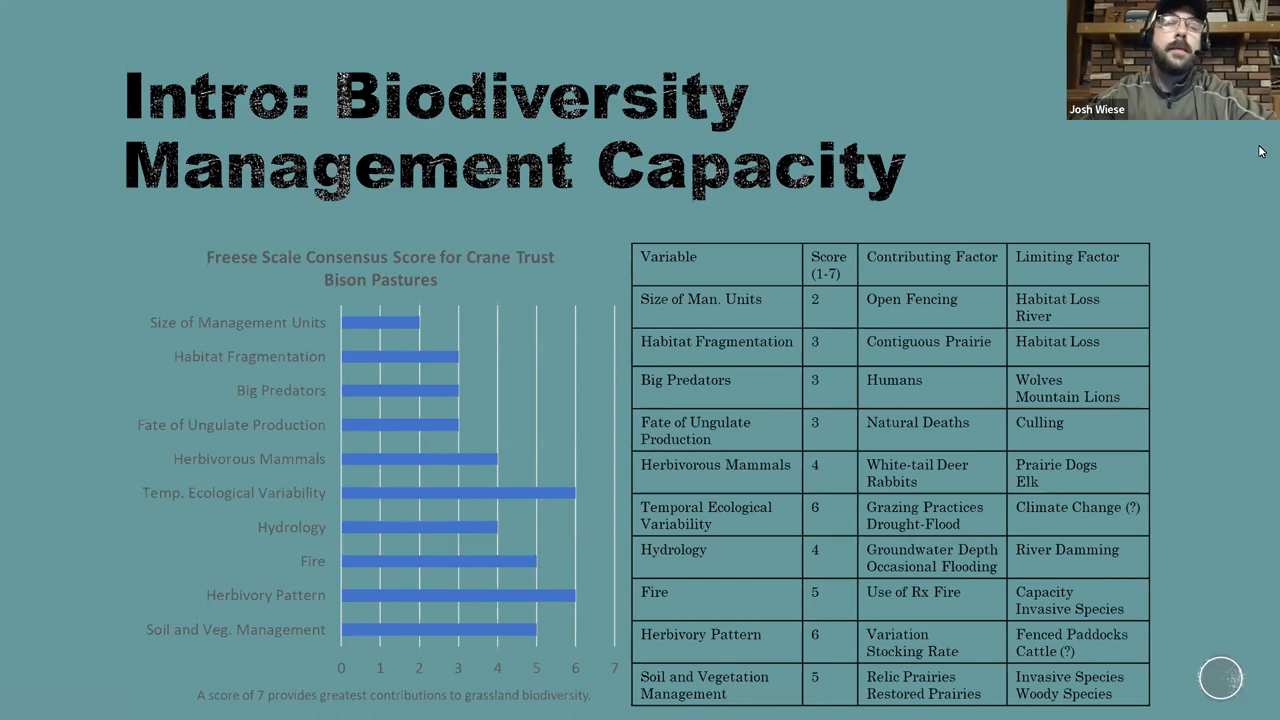 Josh Wiese
W
Intro: Biodiversity
Management Capacity
Freese Scale Consensus Score for Crane Trust
Bison Pastures
Size of Management Units
Habitat Fragmentation
Big Predators
Fate of Ungulate Production
Herbivorous Mammals
Temp. Ecological Variability
Hydrology
Fire
Herbivory Pattern
Soil and Veg. Management
0 1 2 3 4 5 6 7
A score of 7 provides greatest contributions to grassland biodiversity.
Variable Score Contributing Factor Limiting Factor
(1-7)
Size of Man. Units 2 Open Fencing Habitat Loss
River
Habitat Fragmentation 3 Contiguous Prairie Habitat Loss
Big Predators 3 Humans Wolves
Mountain Lions
Fate of Ungulate 3 Natural Deaths Culling
Production
Herbivorous Mammals 4 White-tail Deer Prairie Dogs
Rabbits Elk
Temporal Ecological 6 Grazing Practices Climate Change (?)
Variability Drought-Flood
Hydrology 4 Groundwater Depth River Damming
Occasional Flooding
Fire 5 Use of Rx Fire Capacity
Invasive Species
Herbivory Pattern 6 Variation Fenced Paddocks
Stocking Rate Cattle (?)
Soil and Vegetation 5 Relic Prairies Invasive Species
Management Restored Prairies Woody Species